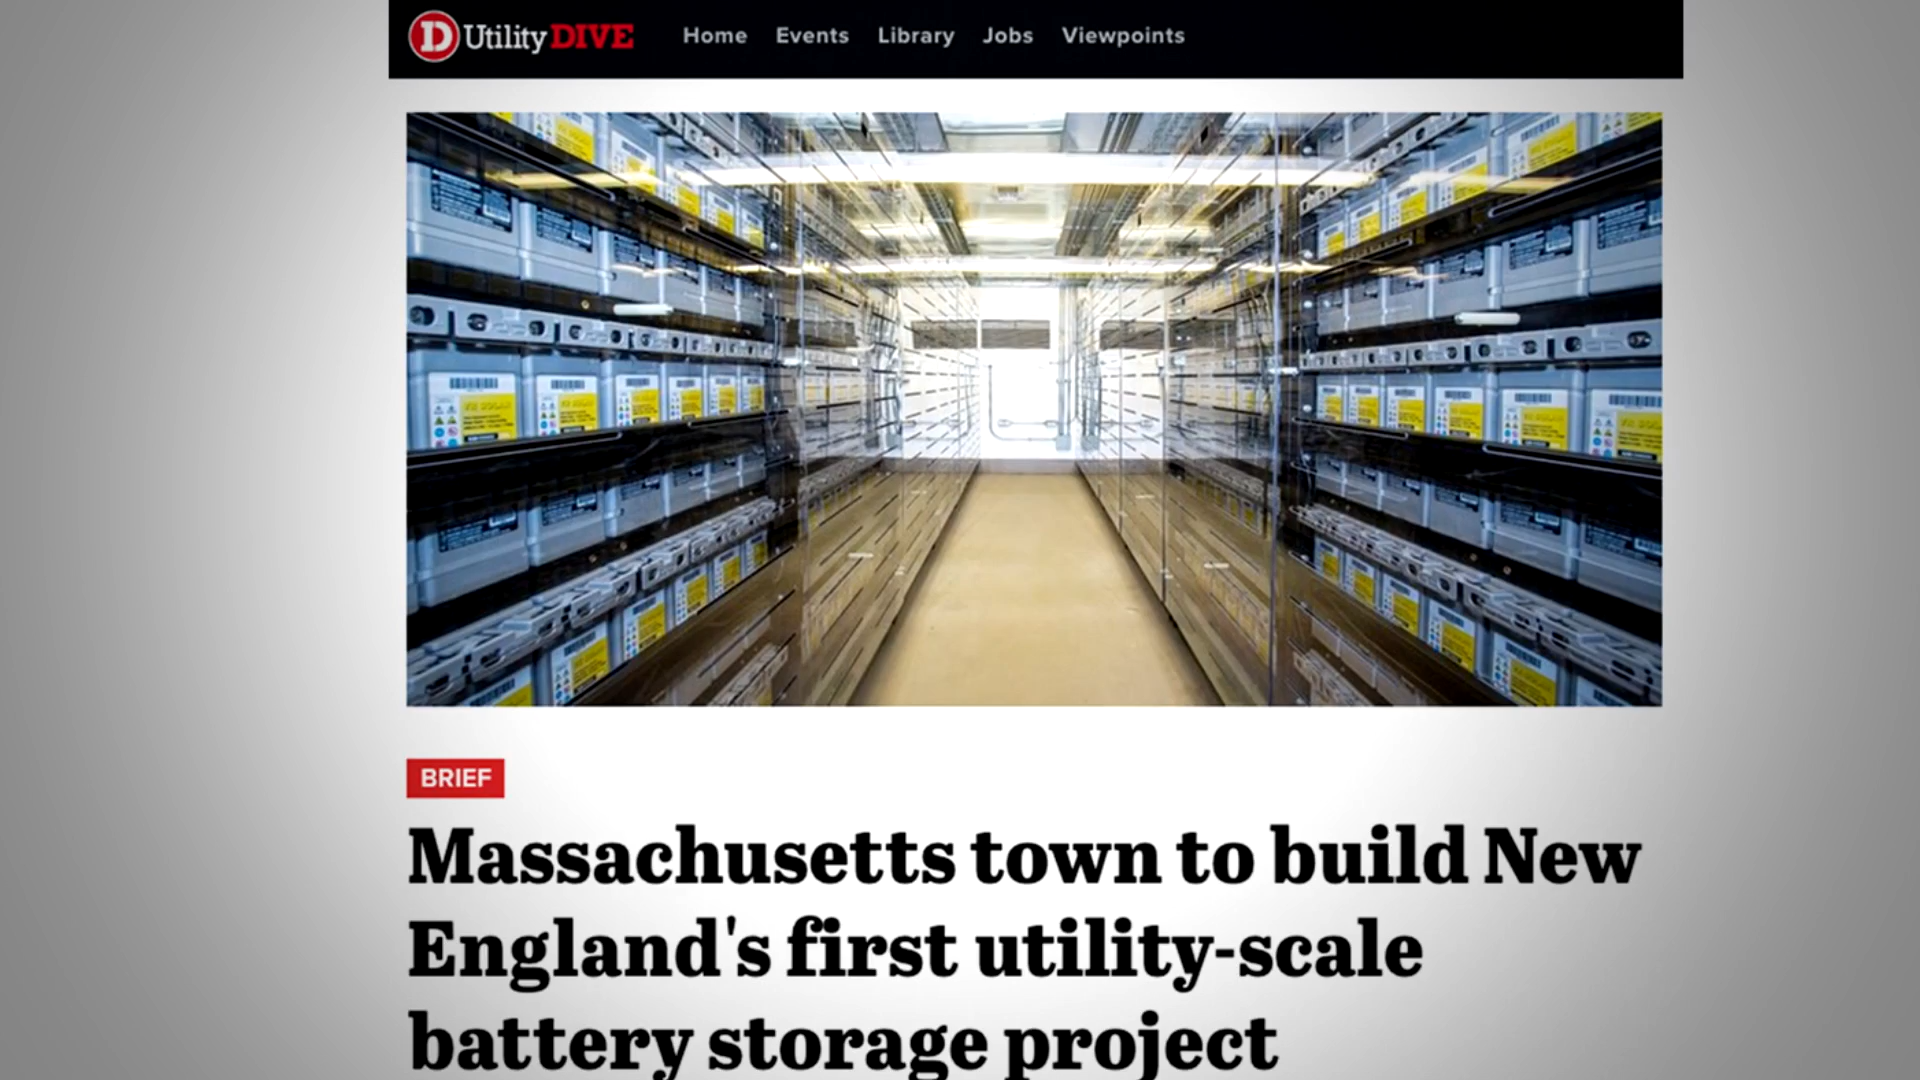 D Utility DIVE Home Events Library Jobs Viewpoints
BRIEF
Massachusetts town to build New
England's first utility-scale
battery storage project